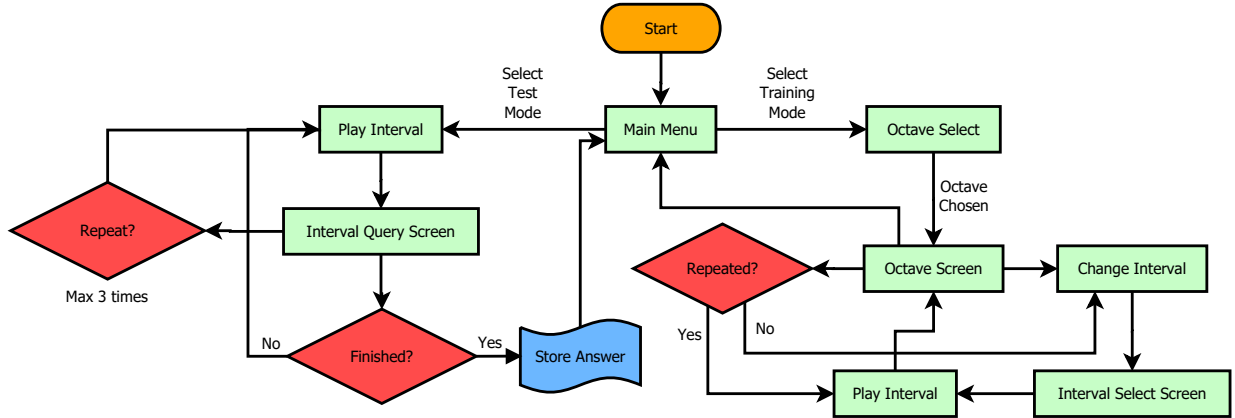 Start
Select
Test
Mode
Select
Training
Mode
Play Interval
Main Menu
Octave Select
Octave
Chosen
Repeat?
Interval Query Screen
Max 3 times
Repeated?
Octave Screen
Change Interval
No
Finished?
Yes
Store Answer
Yes
No
Play Interval
Interval Select Screen